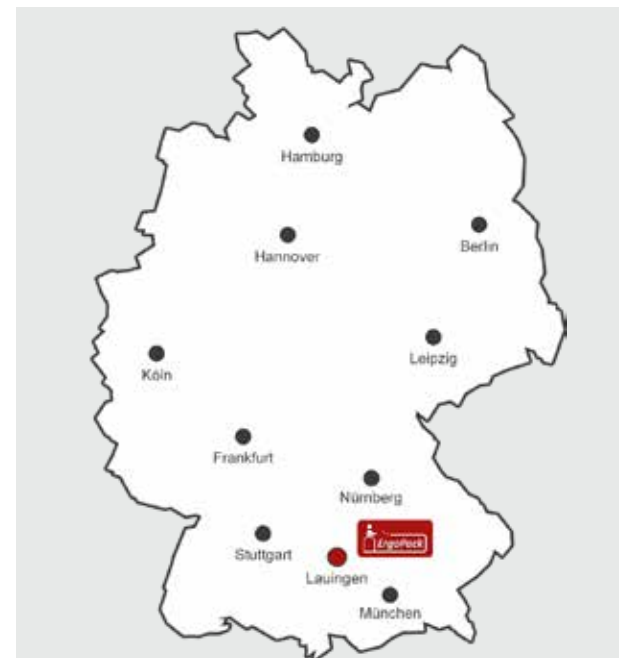 Hamburg
Berlin
Hannover
Leipzig
Köln
Frankfurt
Nürnberg
ErgoPack
Stuttgart
Lauingen
München